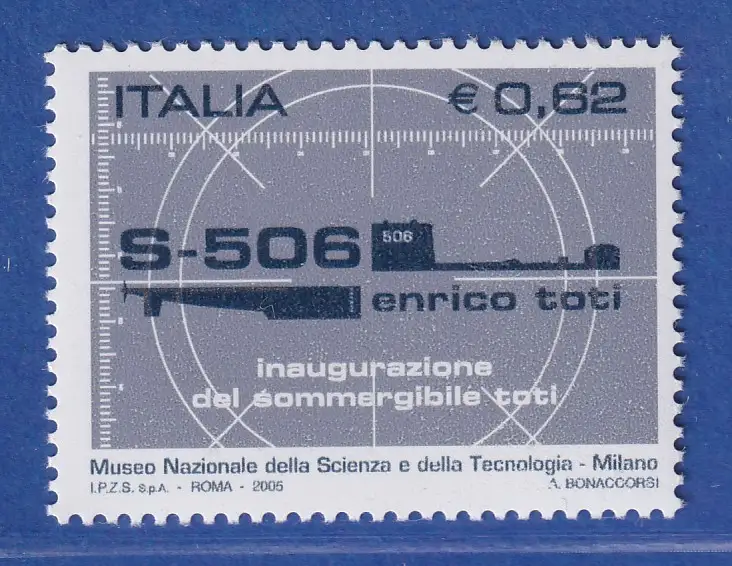 ITALIA € 0,62
S-506 506
enrico toti
inaugurazione
del sommergibile toti
Museo Nazionale della Scienza e della Tecnologia - Milano
I.P.Z.S. S.p.A. - ROMA - 2005 A. BONACCORSI